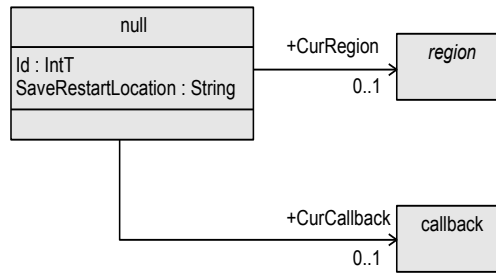 null
Id : IntT
SaveRestartLocation : String
+CurRegion
region
0..1
+CurCallback
callback
0..1